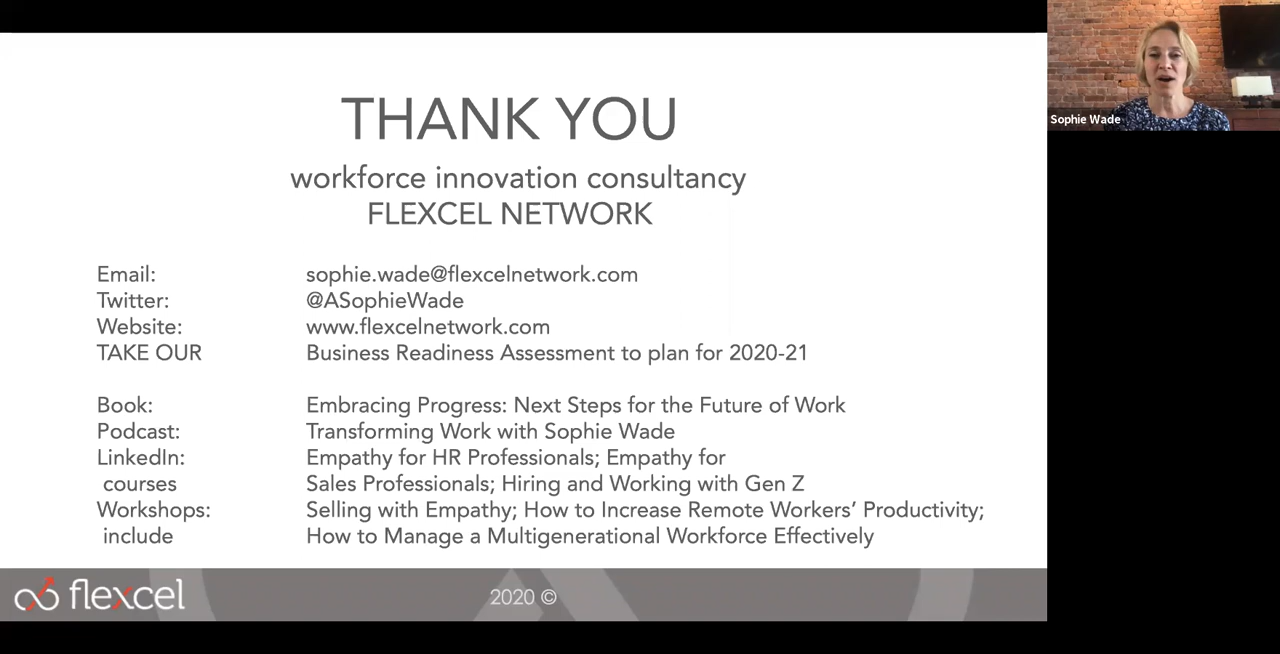 THANK YOU
workforce innovation consultancy
FLEXCEL NETWORK
Email: sophie.wade@flexcelnetwork.com
Twitter: @ASophieWade
Website: www.flexcelnetwork.com
TAKE OUR Business Readiness Assessment to plan for 2020-21
Book: Embracing Progress: Next Steps for the Future of Work
Podcast: Transforming Work with Sophie Wade
LinkedIn: Empathy for HR Professionals; Empathy for
courses Sales Professionals; Hiring and Working with Gen Z
Workshops: Selling with Empathy; How to Increase Remote Workers’ Productivity;
include How to Manage a Multigenerational Workforce Effectively
flexcel
2020 ©
Sophie Wade